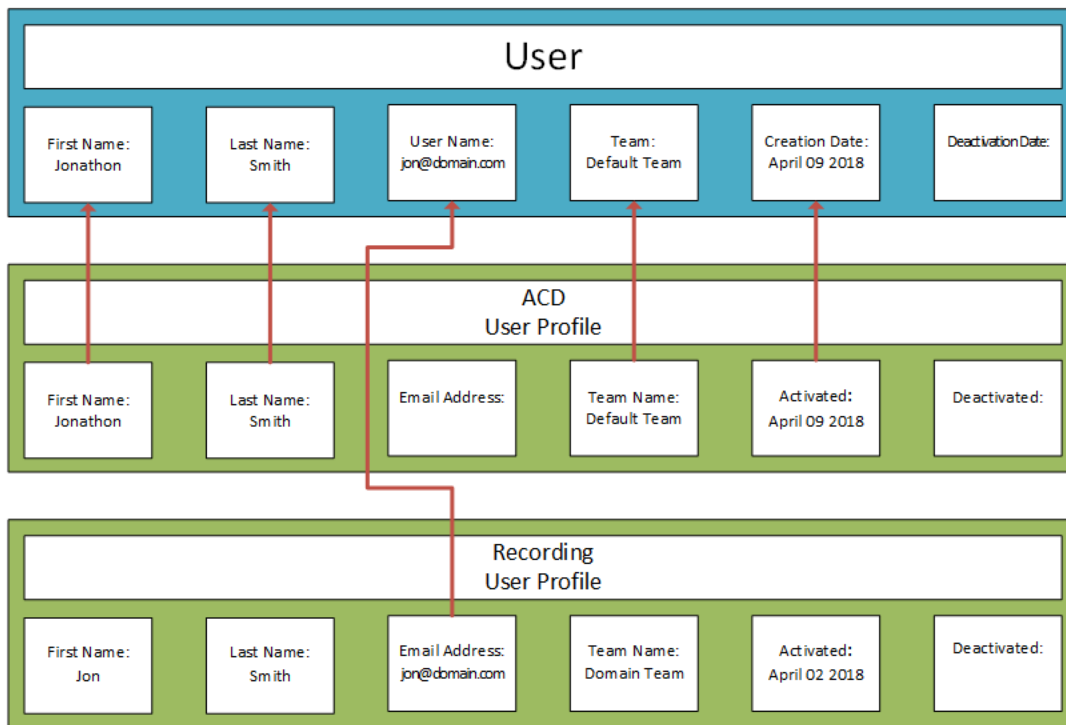 User
First Name:
Jonathon
Last Name:
Smith
User Name:
jon@domain.com
Team:
Default Team
Creation Date:
April 09 2018
Deactivation Date:
ACD
User Profile
First Name:
Jonathon
Last Name:
Smith
Email Address:
Team Name:
Default Team
Activated:
April 09 2018
Deactivated:
Recording
User Profile
First Name:
Jon
Last Name:
Smith
Email Address:
jon@domain.com
Team Name:
Domain Team
Activated:
April 02 2018
Deactivated: